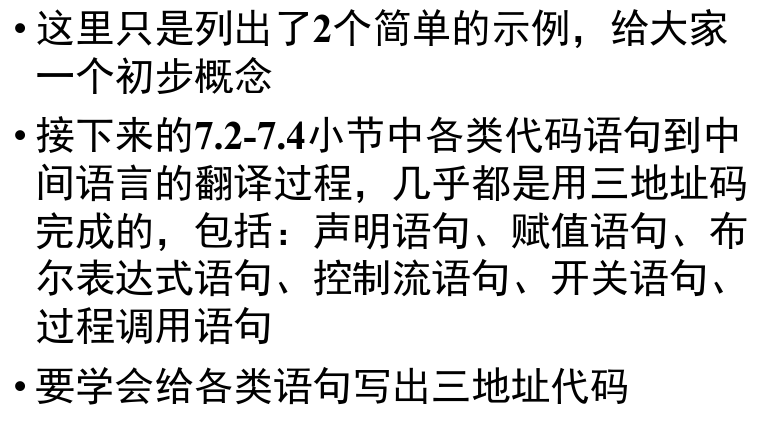 • 这里只是列出了2个简单的示例，给大家
一个初步概念
• 接下来的7.2-7.4小节中各类代码语句到中
间语言的翻译过程，几乎都是用三地址码
完成的，包括：声明语句、赋值语句、布
尔表达式语句、控制流语句、开关语句、
过程调用语句
• 要学会给各类语句写出三地址代码